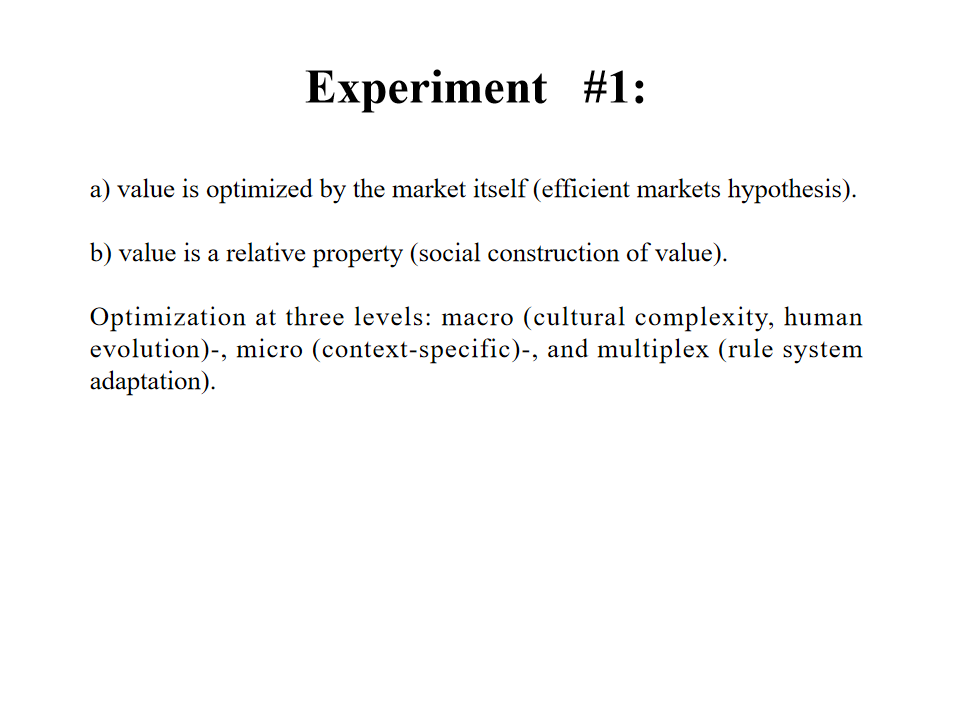 Experiment #1:
a) value is optimized by the market itself (efficient markets hypothesis).
b) value is a relative property (social construction of value).
Optimization at three levels: macro (cultural complexity, human
evolution)-, micro (context-specific)-, and multiplex (rule system
adaptation).